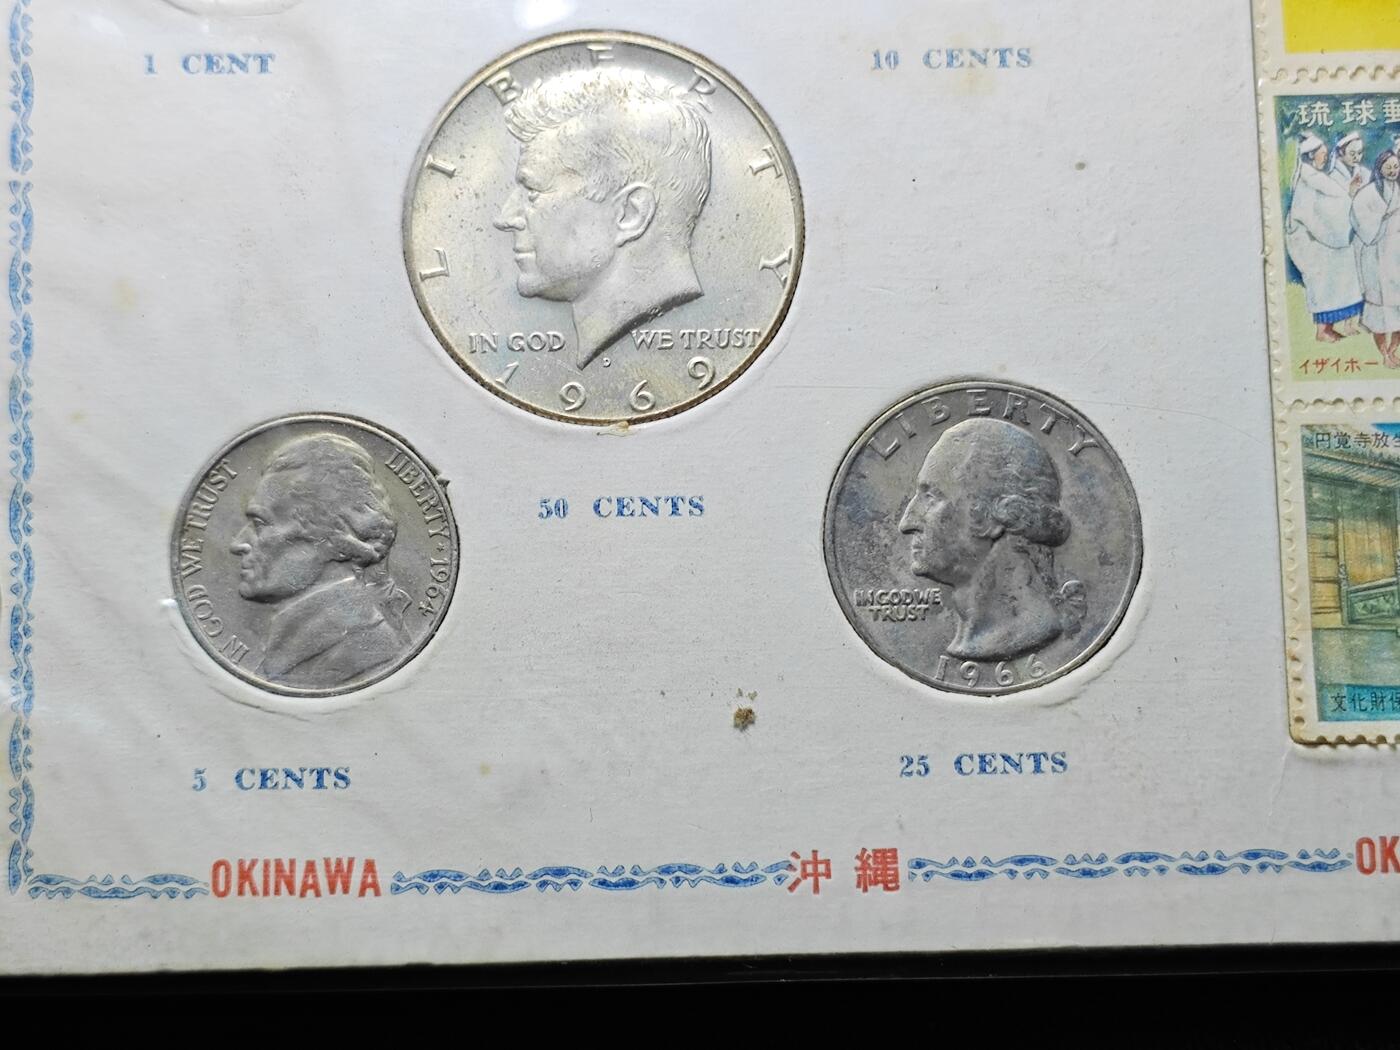 1 CENT
10 CENTS
LIBERTY
IN GOD WE TRUST
D
1969
琉球
イザイホー
IN GOD WE TRUST
LIBERTY 1964
50 CENTS
LIBERTY
IN GOD WE
TRUST
1966
円覚寺放生
文化財保
5 CENTS
25 CENTS
OKINAWA
沖縄
OK